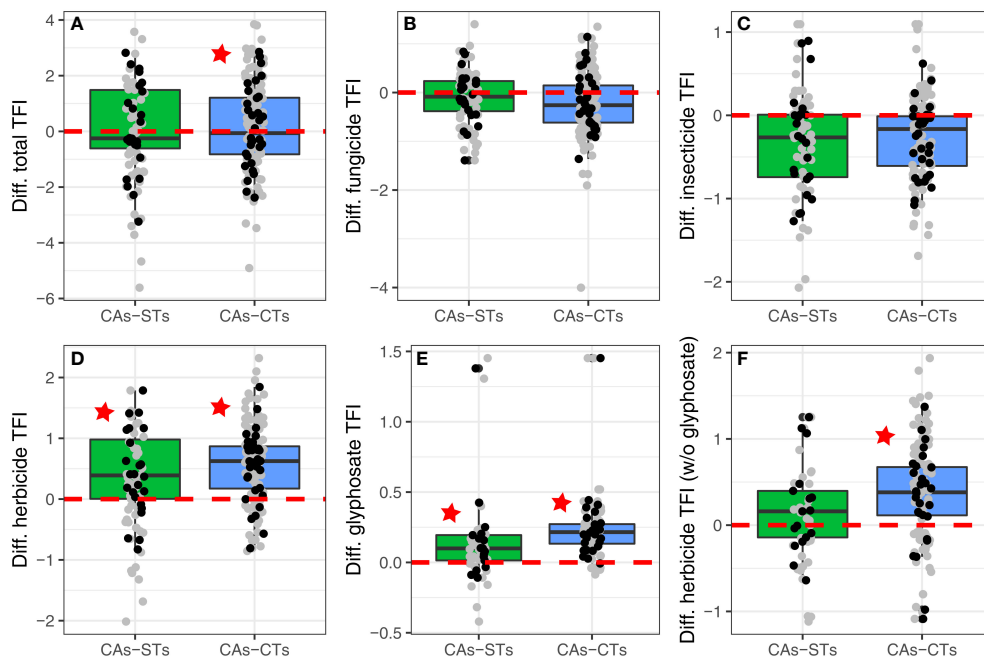 A
Diff. total TFI
4
2
0
−2
−4
−6
CAs−STs
CAs−CTs
B
Diff. fungicide TFI
0
−2
−4
CAs−STs
CAs−CTs
C
Diff. insecticide TFI
1
0
−1
−2
CAs−STs
CAs−CTs
D
Diff. herbicide TFI
2
1
0
−1
−2
CAs−STs
CAs−CTs
E
Diff. glyphosate TFI
1.5
1.0
0.5
0.0
−0.5
CAs−STs
CAs−CTs
F
Diff. herbicide TFI (w/o glyphosate)
2
1
0
−1
CAs−STs
CAs−CTs